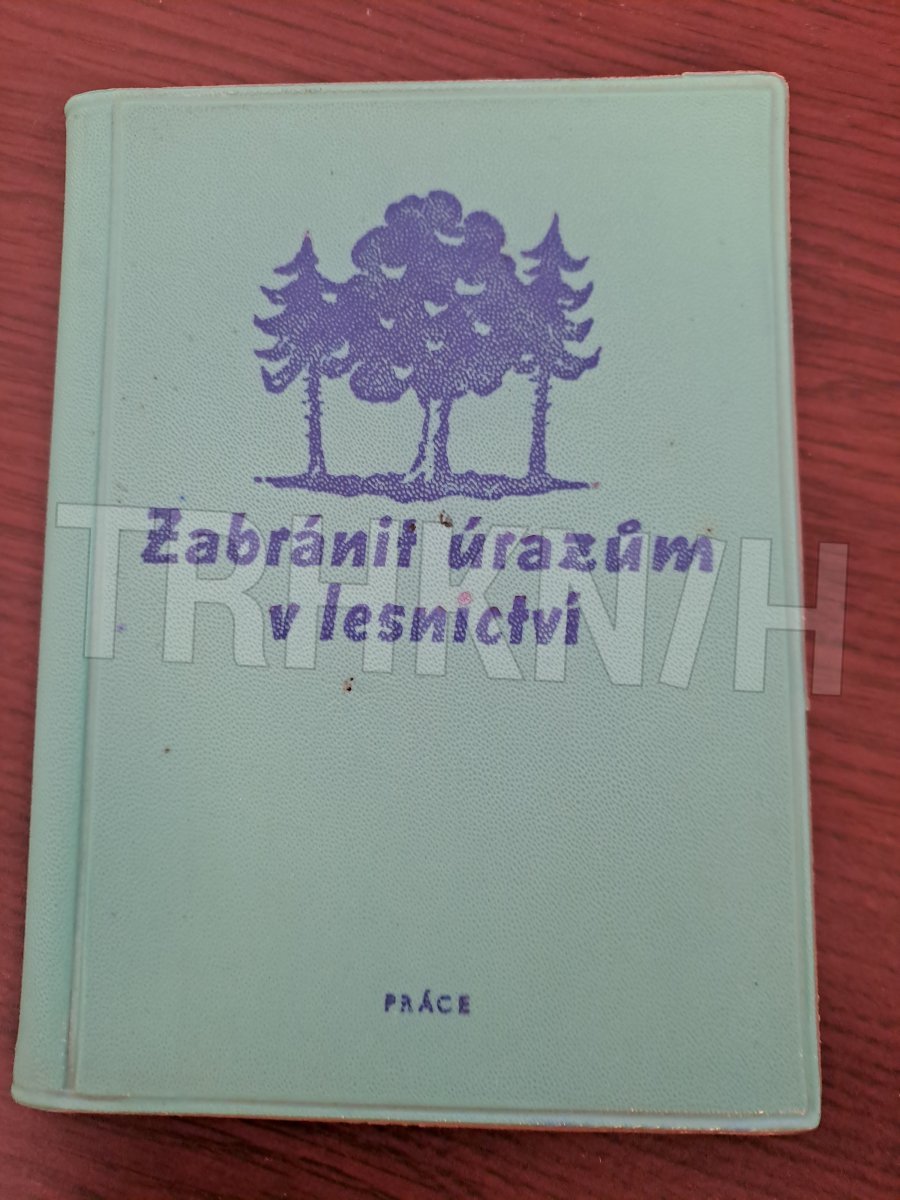 Zabránit úrazům
v lesnictví
TRHKNIH
PRÁCE